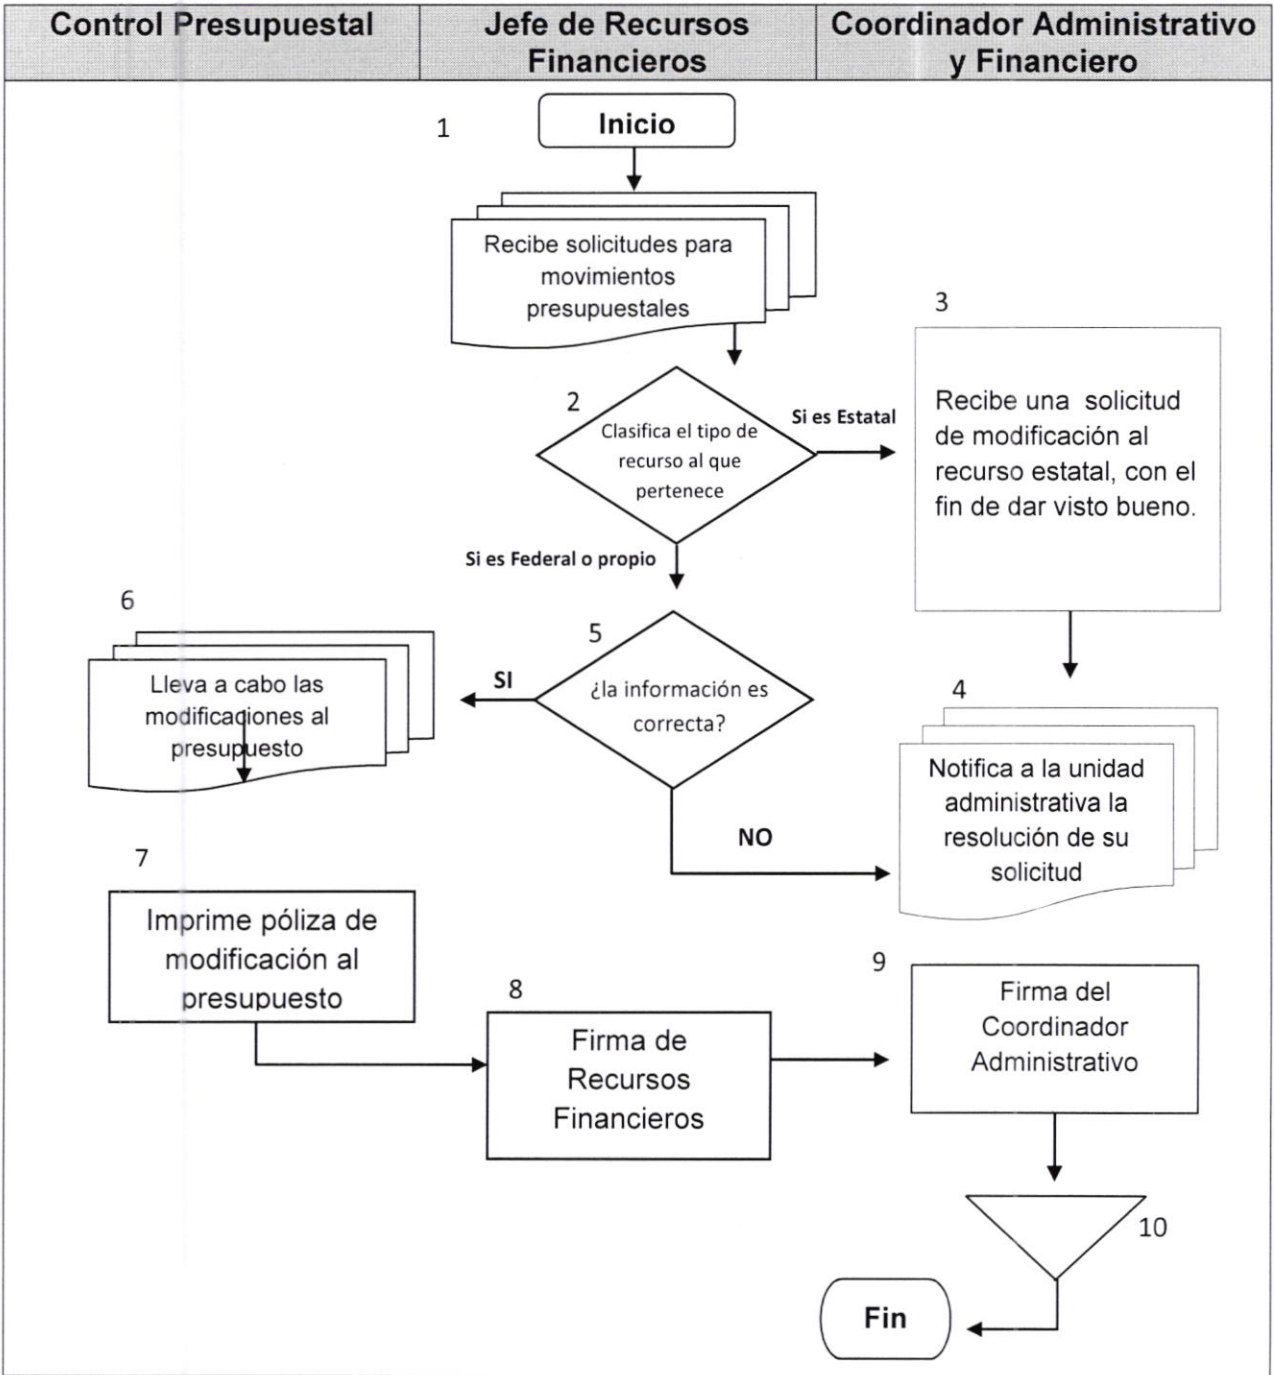 Control Presupuestal
Jefe de Recursos
Financieros
Coordinador Administrativo
y Financiero
1
Inicio
Recibe solicitudes para
movimientos
presupuestales
2
Clasifica el tipo de
recurso al que
pertenece
Si es Estatal
3
Recibe una solicitud
de modificación al
recurso estatal, con el
fin de dar visto bueno.
Si es Federal o propio
5
¿la información es
correcta?
SI
6
Lleva a cabo las
modificaciones al
presupuesto
NO
4
Notifica a la unidad
administrativa la
resolución de su
solicitud
7
Imprime póliza de
modificación al
presupuesto
8
Firma de
Recursos
Financieros
9
Firma del
Coordinador
Administrativo
10
Fin